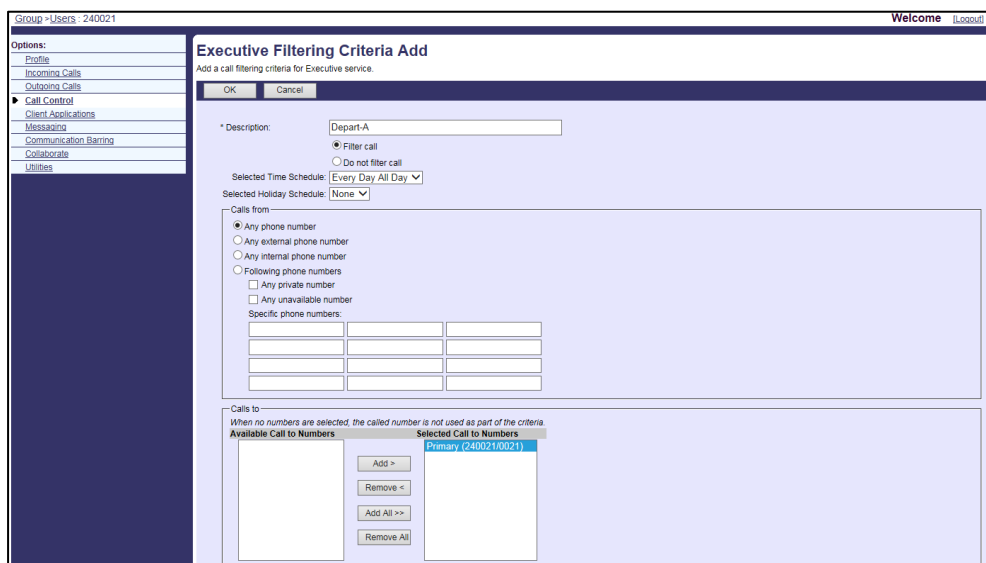 Group >Users : 240021
Welcome [Logout]
Options:
Profile
Incoming Calls
Outgoing Calls
Call Control
Client Applications
Messaging
Communication Barring
Collaborate
Utilities
Executive Filtering Criteria Add
Add a call filtering criteria for Executive service.
OK Cancel
* Description: Depart-A
Filter call
Do not filter call
Selected Time Schedule: Every Day All Day
Selected Holiday Schedule: None
Calls from
Any phone number
Any external phone number
Any internal phone number
Following phone numbers
Any private number
Any unavailable number
Specific phone numbers:
Calls to
When no numbers are selected, the called number is not used as part of the criteria.
Available Call to Numbers Selected Call to Numbers
Primary (240021/0021)
Add >
Remove <
Add All >>
Remove All